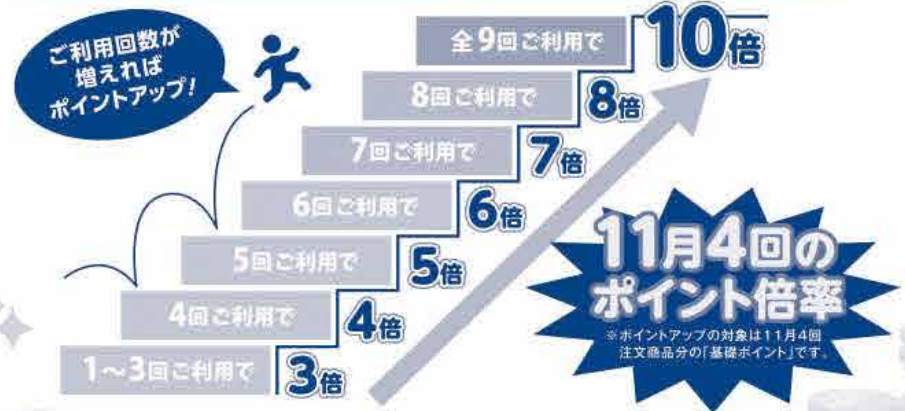 ご利用回数が
増えれば
ポイントアップ!
全9回ご利用で
10倍
8回ご利用で
8倍
7回ご利用で
7倍
6回ご利用で
6倍
5回ご利用で
5倍
4回ご利用で
4倍
1〜3回ご利用で
3倍
11月4回の
ポイント倍率
※ポイントアップの対象は11月4回
注文商品分の「基礎ポイント」です。